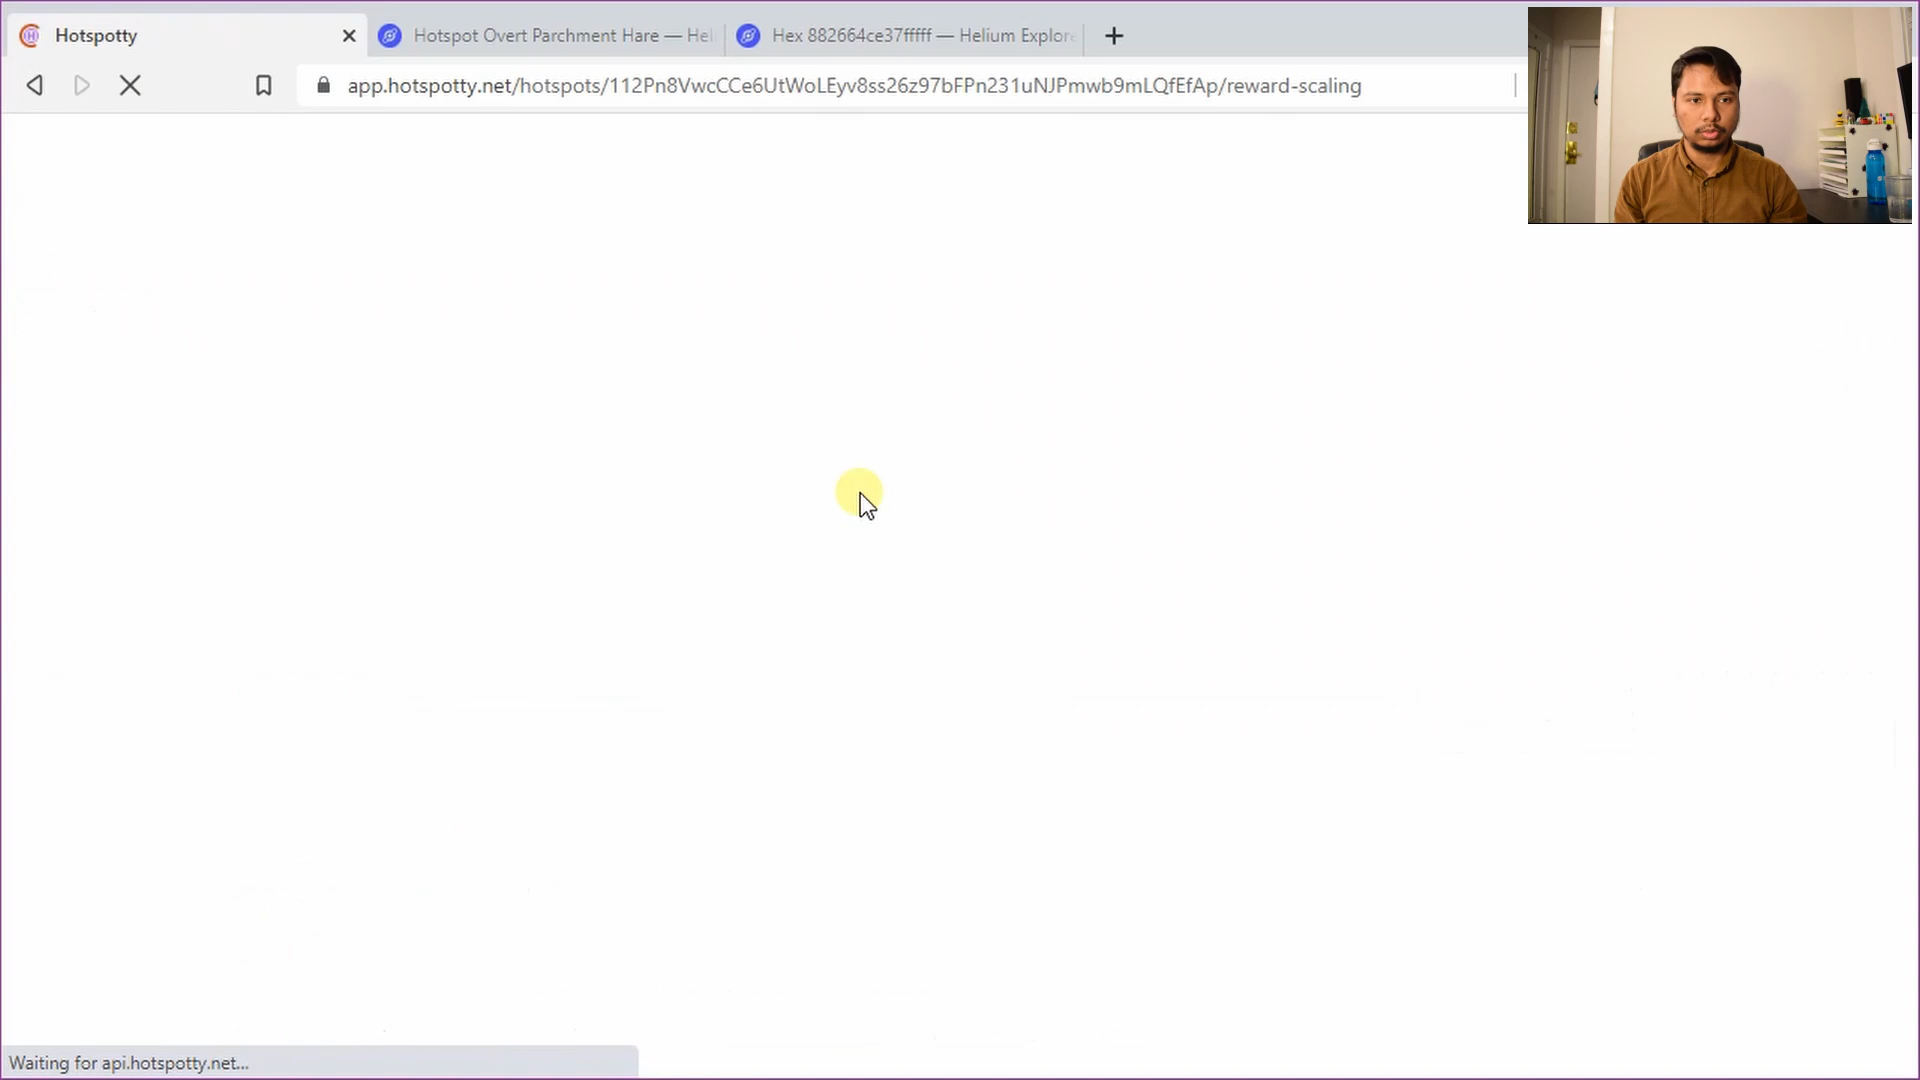 Hotspotty
Hotspot Overt Parchment Hare — Hel
Hex 882664ce37fffff — Helium Explore
app.hotspotty.net/hotspots/112Pn8VwcCCe6UtWoLEyv8ss26z97bFPn231uNJPmwb9mLQfEfAp/reward-scaling
Waiting for api.hotspotty.net...